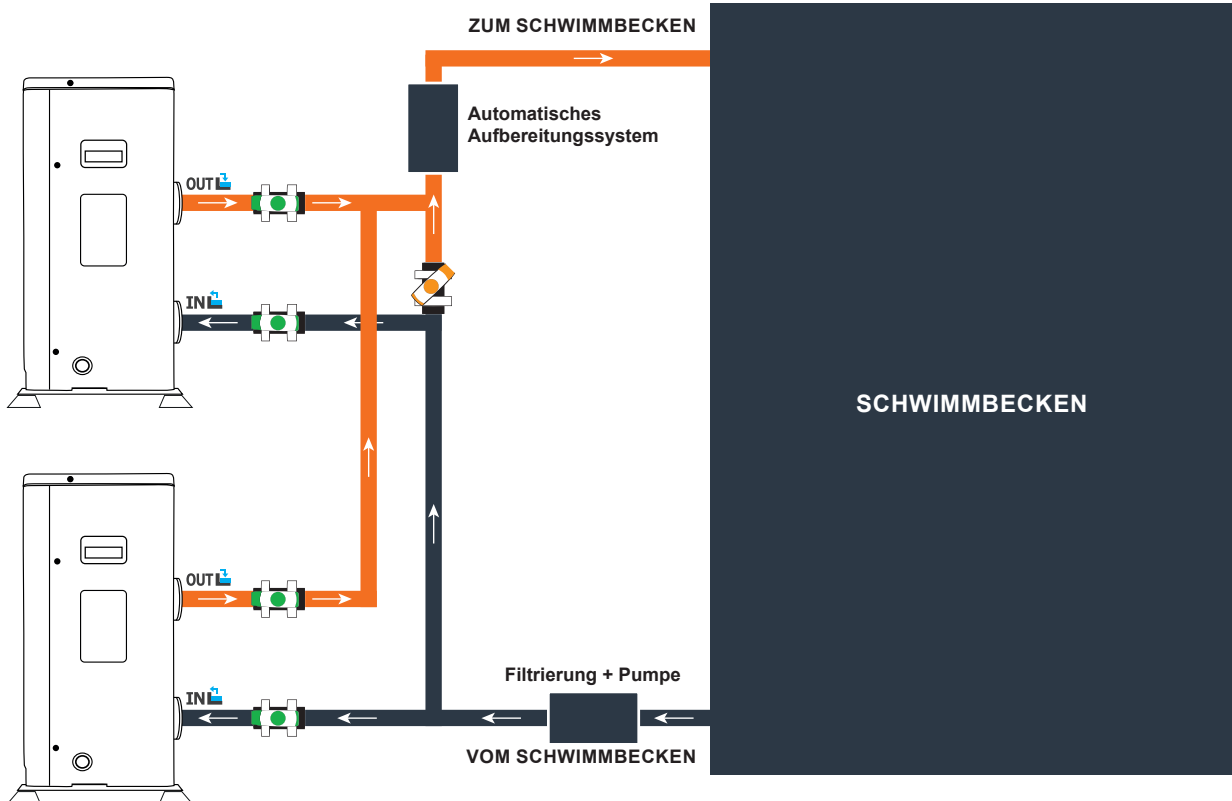 ZUM SCHWIMMBECKEN
Automatisches
Aufbereitungssystem
OUT
IN
SCHWIMMBECKEN
OUT
Filtrierung + Pumpe
IN
VOM SCHWIMMBECKEN